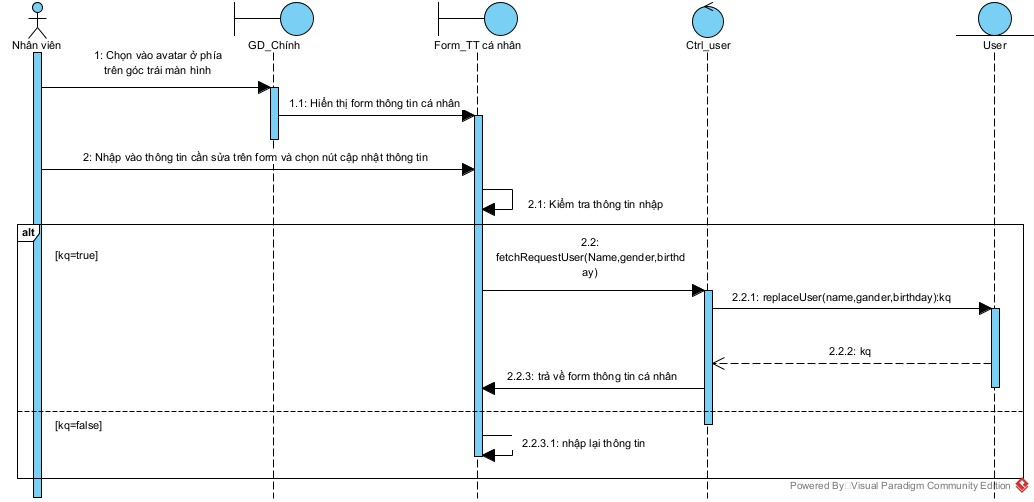 Nhân viên
GD_Chính
Form_TT cá nhân
Ctrl_user
User
1: Chọn vào avatar ở phía
trên góc trái màn hình
1.1: Hiển thị form thông tin cá nhân
2: Nhập vào thông tin cần sửa trên form và chọn nút cập nhật thông tin
2.1: Kiểm tra thông tin nhập
alt
[kq=true]
2.2:
fetchRequestUser(Name,gender,birthd
ay)
2.2.1: replaceUser(name,gander,birthday):kq
2.2.2: kq
2.2.3: trả về form thông tin cá nhân
[kq=false]
2.2.3.1: nhập lại thông tin
Powered By Visual Paradigm Community Edition